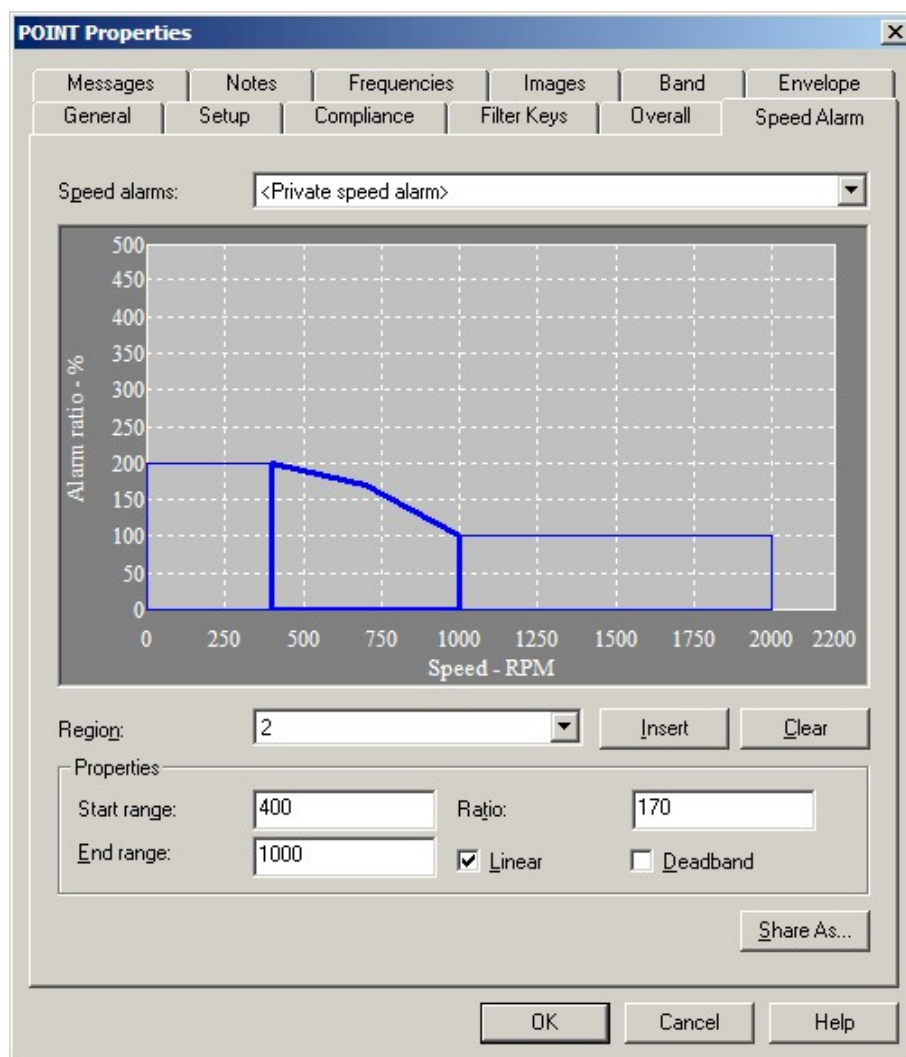 POINT Properties
Messages Notes Frequencies Images Band Envelope
General Setup Compliance Filter Keys Overall Speed Alarm
Speed alarms: <Private speed alarm>
500
450
400
350
300
250
200
150
100
50
0
Alarm ratio - %
0 250 500 750 1000 1250 1500 1750 2000 2200
Speed - RPM
Region: 2 Insert Clear
Properties
Start range: 400 Ratio: 170
End range: 1000 Linear Deadband
Share As...
OK Cancel Help